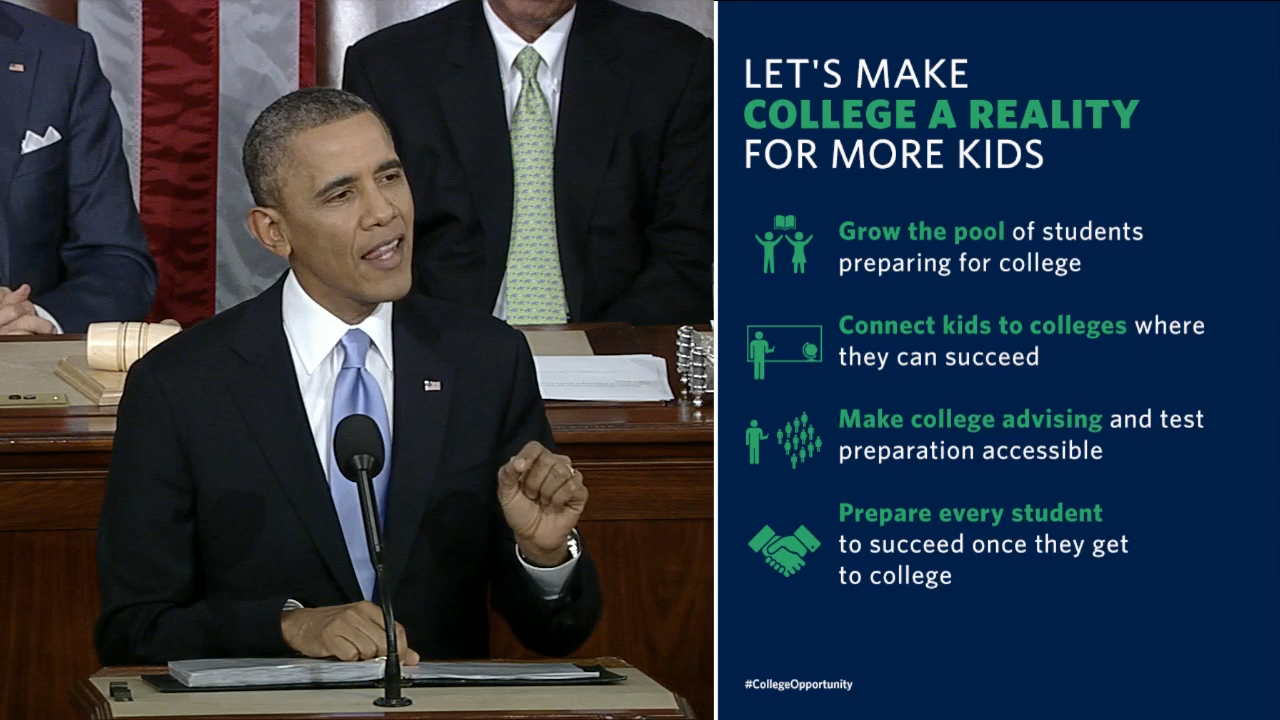 LET'S MAKE
COLLEGE A REALITY
FOR MORE KIDS
Grow the pool of students
preparing for college
Connect kids to colleges where
they can succeed
Make college advising and test
preparation accessible
Prepare every student
to succeed once they get
to college
#CollegeOpportunity